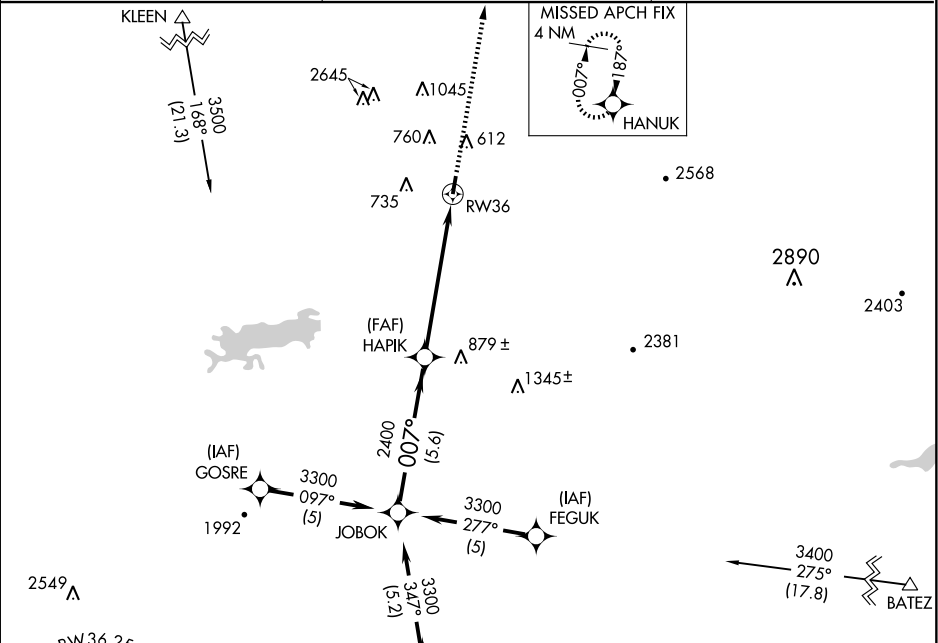 KLEEN
3500
168°
(21.3)
2645
1045
760
612
735
RW36
MISSED APCH FIX
4 NM
007°
187°
HANUK
2568
2890
2403
2381
(FAF)
HAPIK
879±
1345±
2400
007°
(5.6)
(IAF)
GOSRE
3300
097°
(5)
1992
JOBOK
3300
277°
(5)
(IAF)
FEGUK
3300
347°
(5.2)
3400
275°
(17.8)
BATEZ
2549